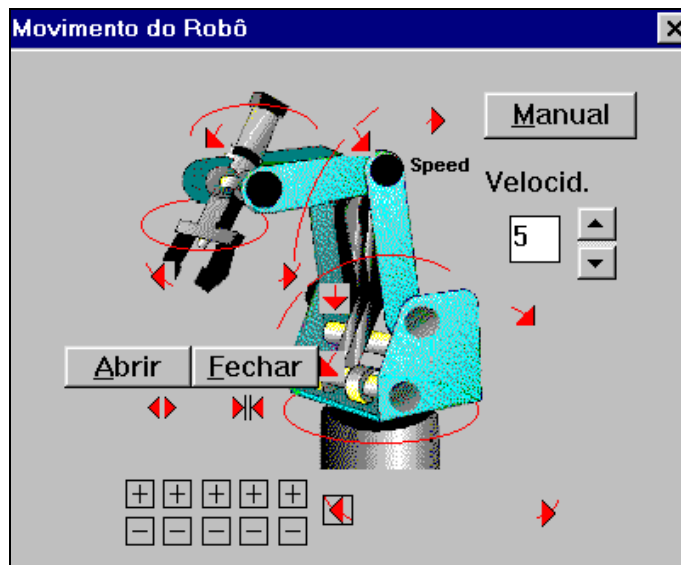 Movimento do Robô
Manual
Speed
Velocid.
5
Abrir Fechar
+ + + + +
- - - - -